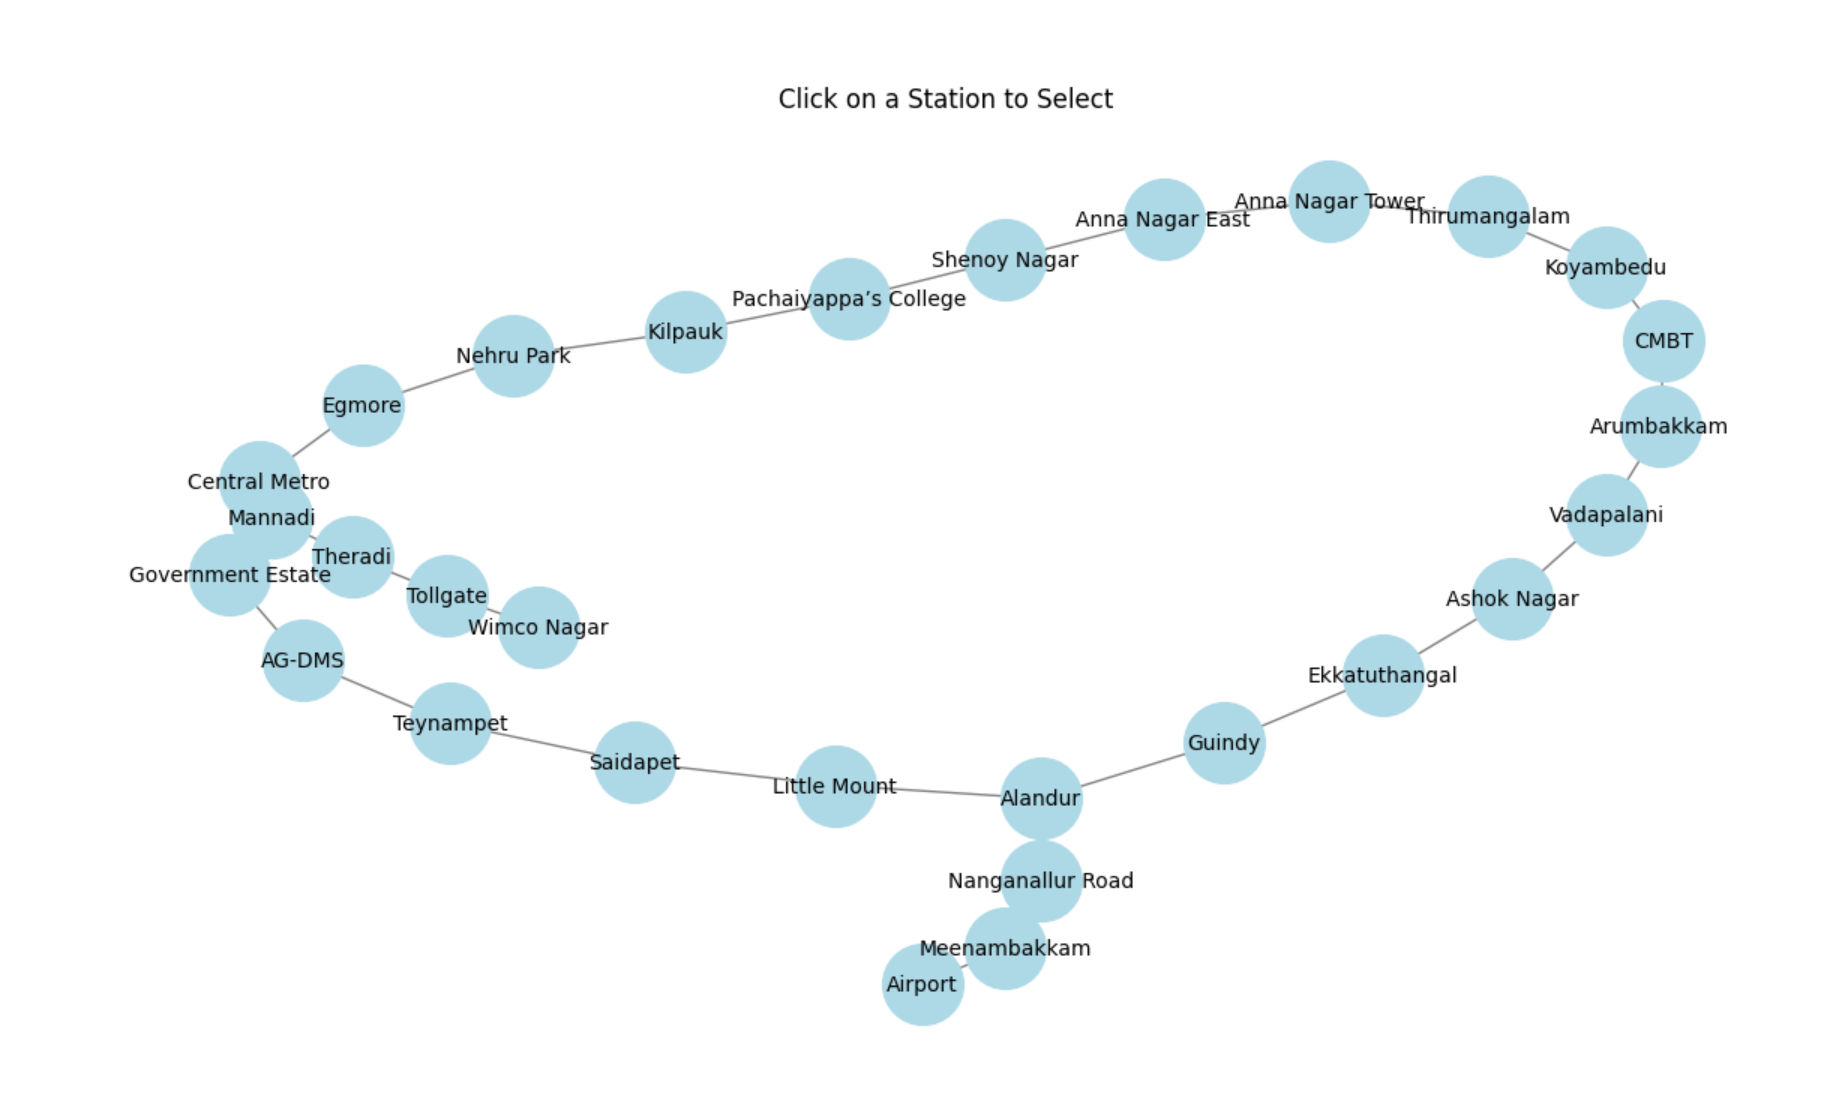 Click on a Station to Select
Anna Nagar Tower
Thirumangalam
Anna Nagar East
Shenoy Nagar
Koyambedu
Pachaiyappa’s College
Kilpauk
CMBT
Nehru Park
Egmore
Arumbakkam
Central Metro
Mannadi
Vadapalani
Theradi
Government Estate
Tollgate
Ashok Nagar
Wimco Nagar
AG-DMS
Ekkatuthangal
Teynampet
Guindy
Saidapet
Little Mount
Alandur
Nanganallur Road
Meenambakkam
Airport